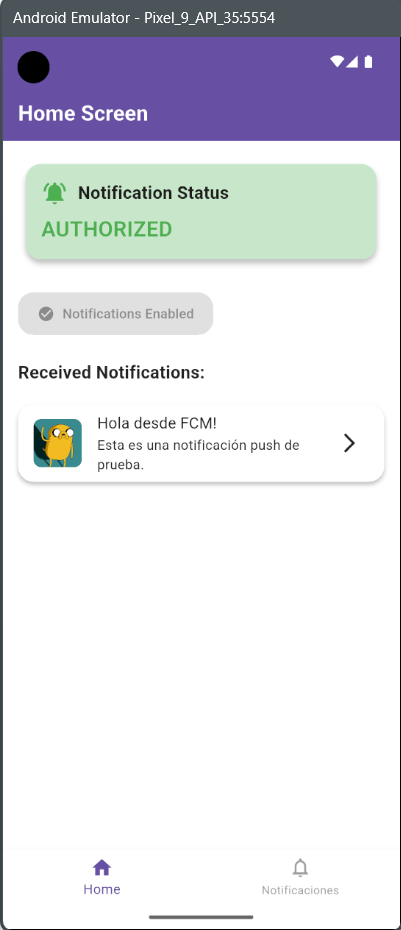 Android Emulator - Pixel_9_API_35:5554
Home Screen
Notification Status
AUTHORIZED
Notifications Enabled
Received Notifications:
Hola desde FCM!
Esta es una notificación push de
prueba.
Home
Notificaciones